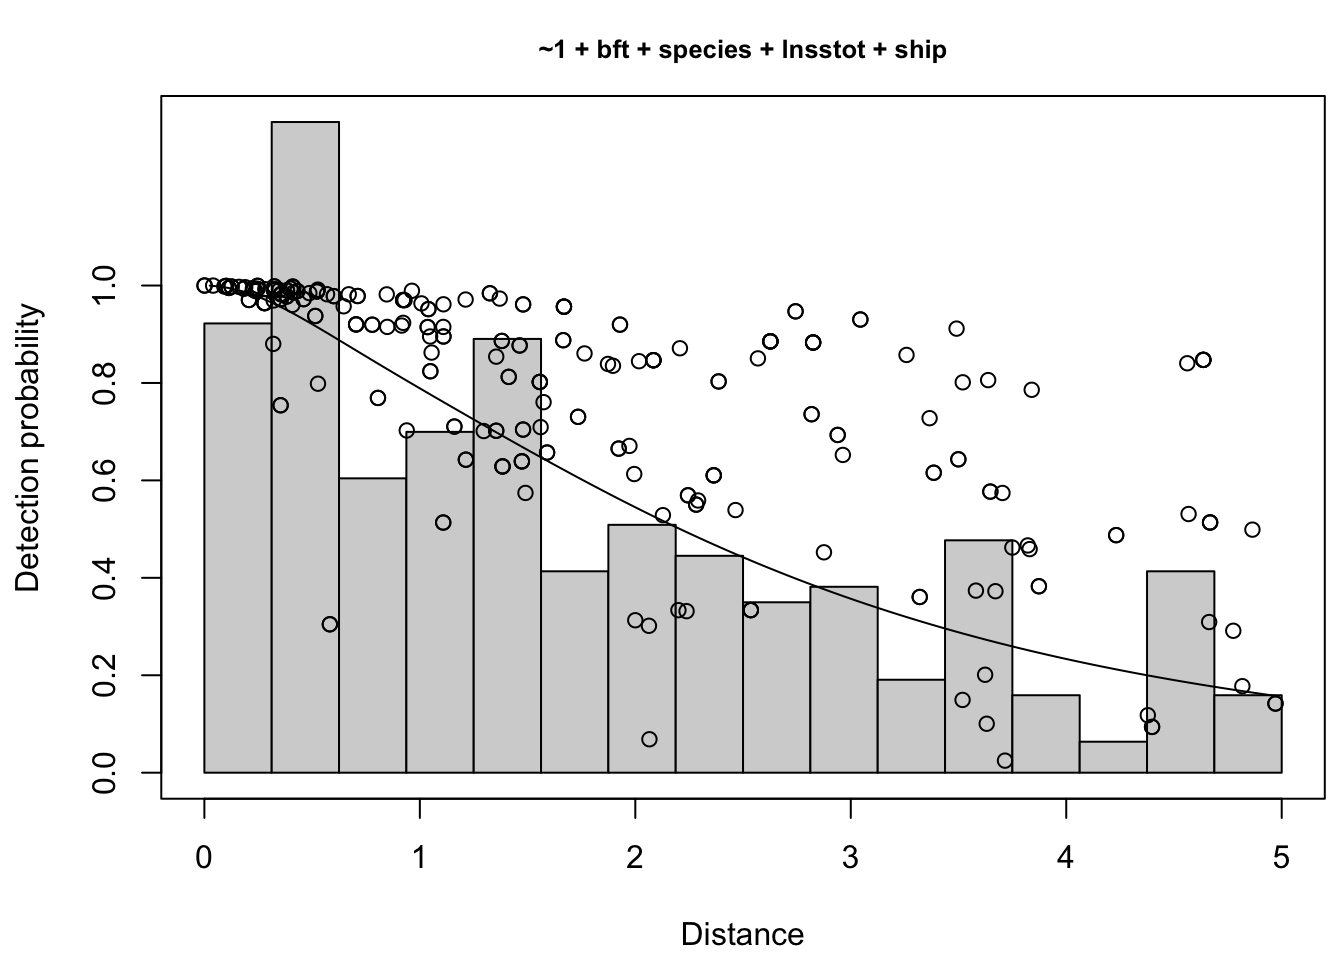 ~1 + bft + species + lnsstot + ship
Detection probability
1.0
0.8
0.6
0.4
0.2
0.0
0 1 2 3 4 5
Distance